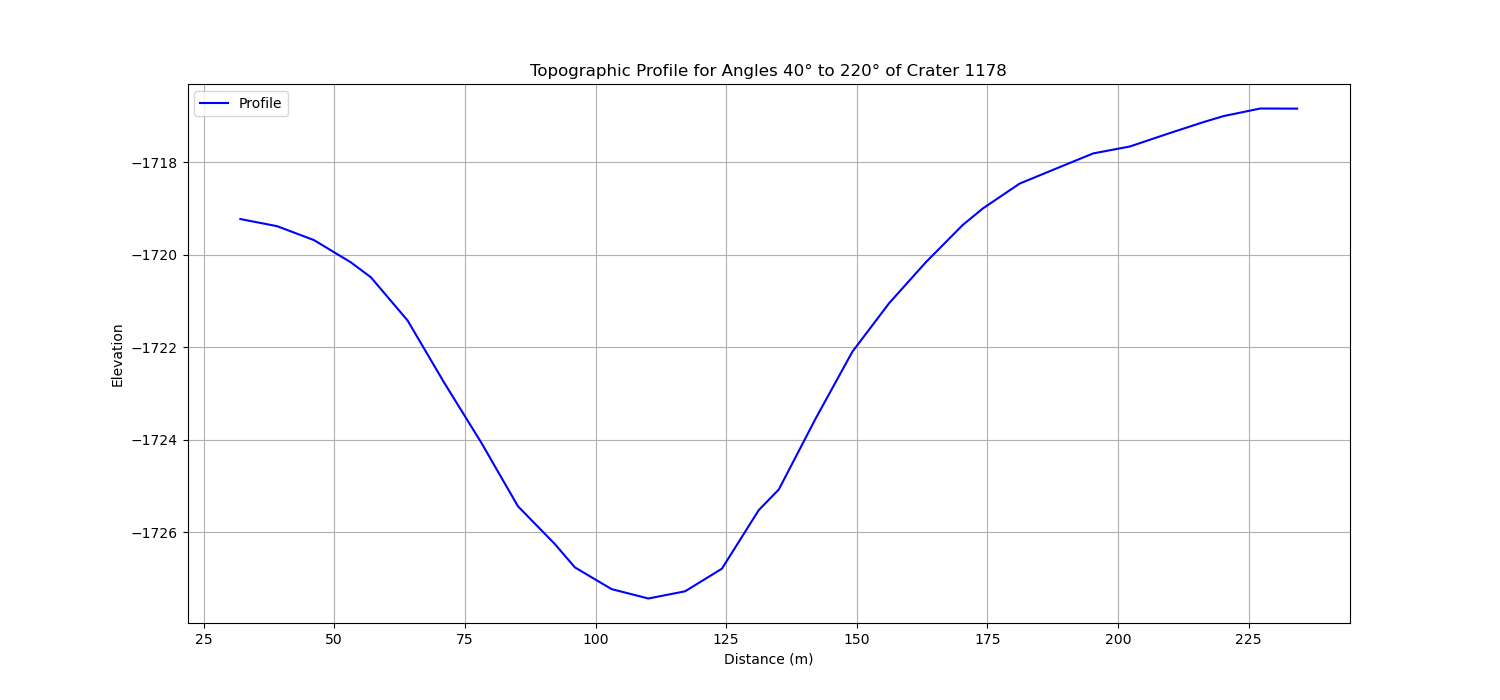 Topographic Profile for Angles 40° to 220° of Crater 1178
Profile
−1718
−1720
−1722
−1724
−1726
Elevation
25 50 75 100 125 150 175 200 225
Distance (m)